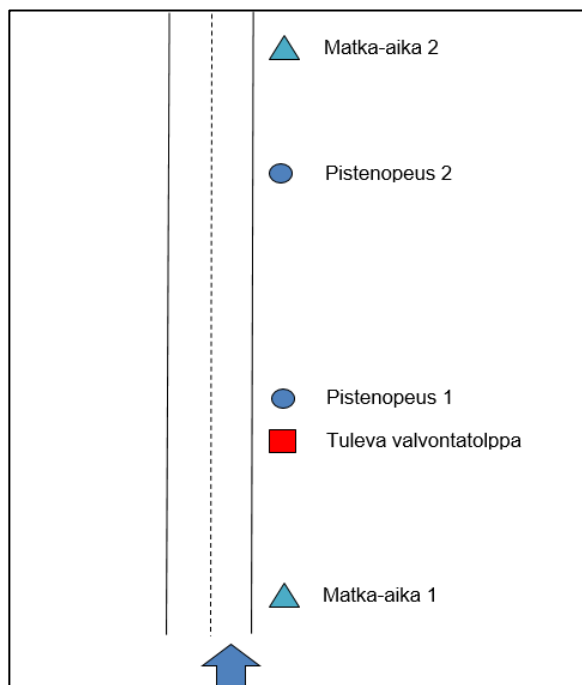 Matka-aika 2
Pistenopeus 2
Pistenopeus 1
Tuleva valvontatolppa
Matka-aika 1